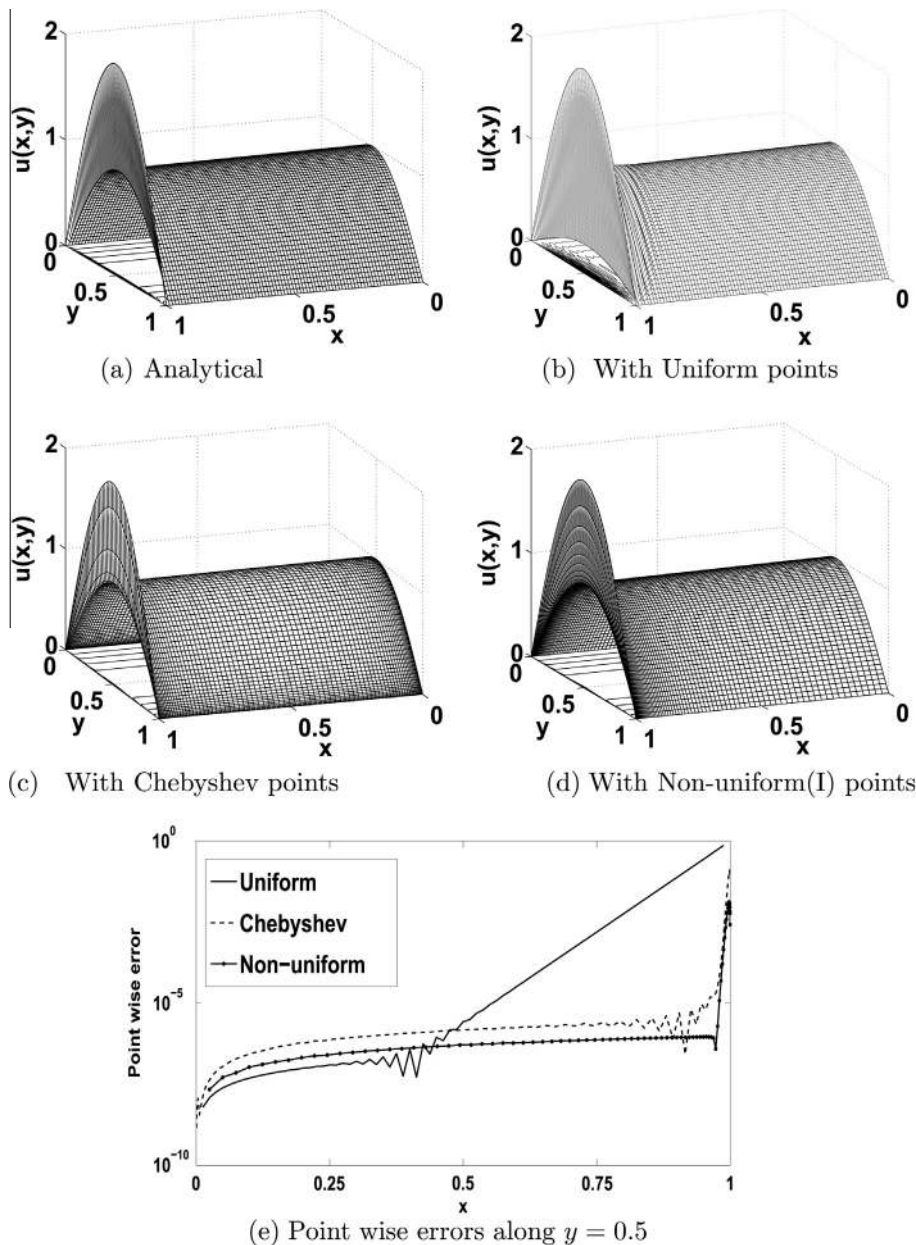 2
2
1
1
u(x,y)
u(x,y)
0
0
0
0
0.5
0.5
0
0
y
y
0.5
0.5
1
1
1
1
x
x
(a) Analytical
(b) With Uniform points
2
2
1
1
u(x,y)
u(x,y)
0
0
0
0
0.5
0.5
0
0
y
y
0.5
0.5
1
1
1
1
x
x
(c) With Chebyshev points
(d) With Non-uniform(I) points
10^0
Uniform
Chebyshev
Non-uniform
Point wise error
10^-5
10^-10
0
0.25
0.5
0.75
1
x
(e) Point wise errors along y = 0.5